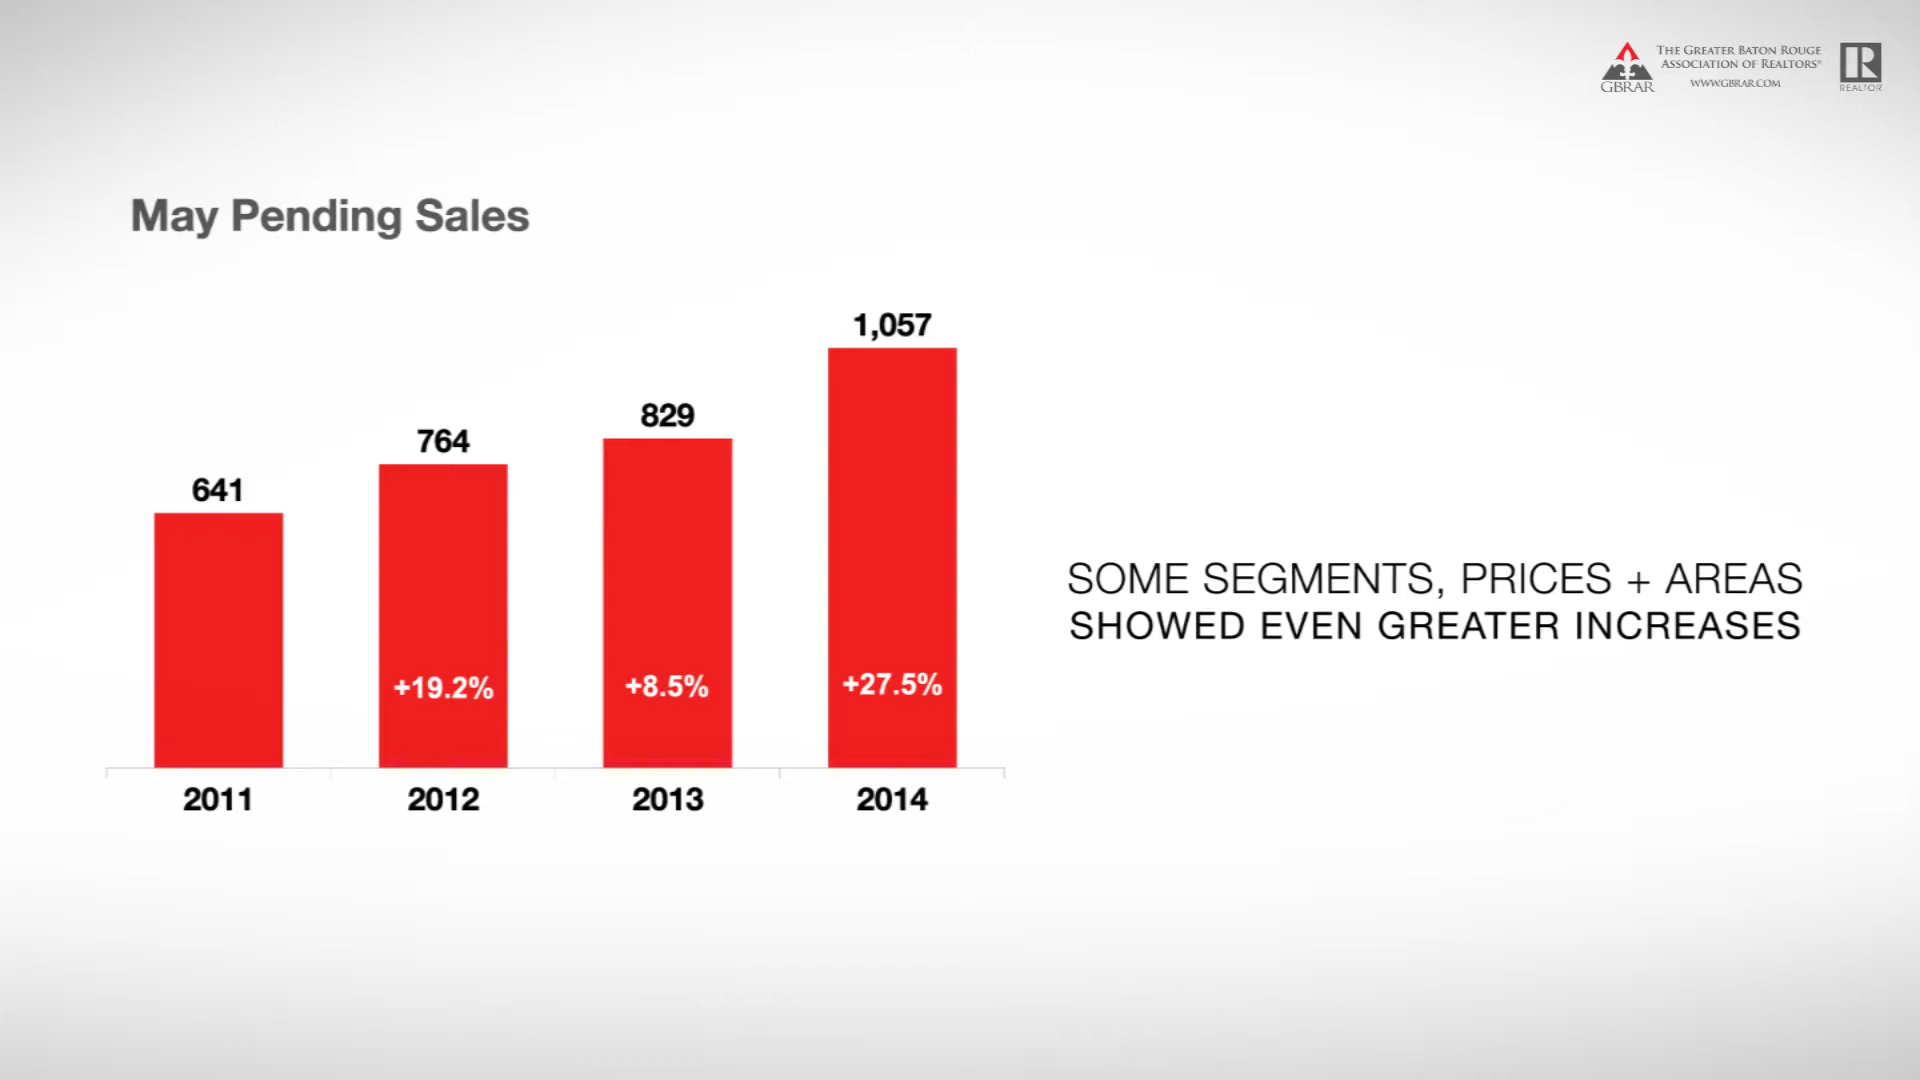 THE GREATER BATON ROUGE
ASSOCIATION OF REALTORS®
WWW.GBRAR.COM
GBRAR
REALTOR
May Pending Sales
641
764
829
1,057
+19.2%
+8.5%
+27.5%
2011
2012
2013
2014
SOME SEGMENTS, PRICES + AREAS
SHOWED EVEN GREATER INCREASES